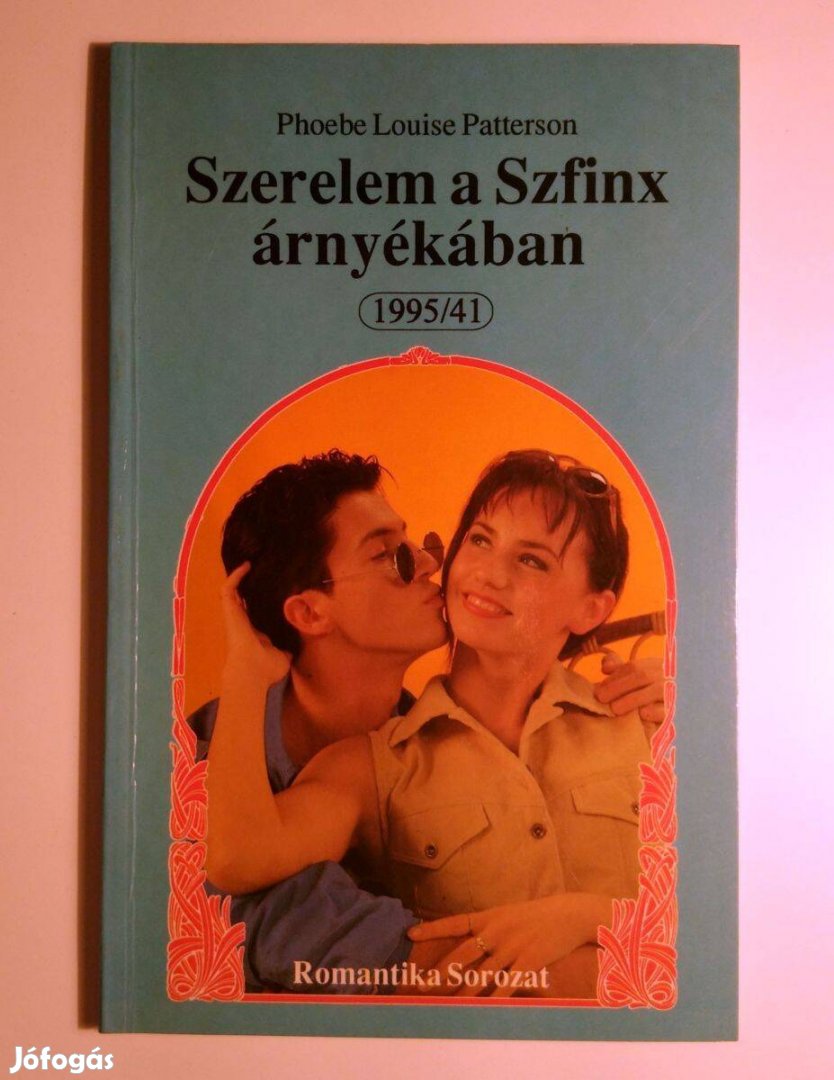 Phoebe Louise Patterson
Szerelem a Szfinx
árnyékában
1995/41
Romantika Sorozat
Jófogás